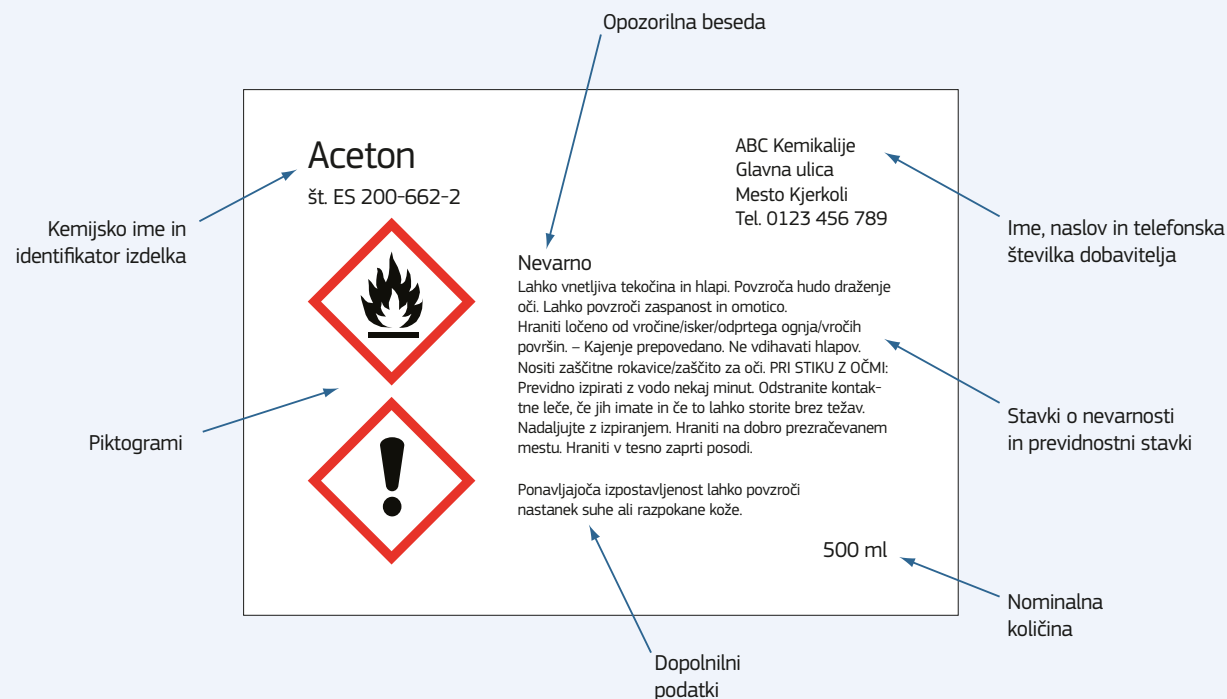 Opozorilna beseda
Aceton
št. ES 200-662-2
ABC Kemikalije
Glavna ulica
Mesto Kjerkoli
Tel. 0123 456 789
Kemijsko ime in
identifikator izdelka
Ime, naslov in telefonska
številka dobavitelja
Nevarno
Lahko vnetljiva tekočina in hlapi. Povzroča hudo draženje
oči. Lahko povzroči zaspanost in omotico.
Hraniti ločeno od vročine/isker/odprtega ognja/vročih
površin. – Kajenje prepovedano. Ne vdihavati hlapov.
Nositi zaščitne rokavice/zaščito za oči. PRI STIKU Z OČMI:
Previdno izpirati z vodo nekaj minut. Odstranite kontak-
tne leče, če jih imate in če to lahko storite brez težav.
Nadaljujte z izpiranjem. Hraniti na dobro prezračevanem
mestu. Hraniti v tesno zaprti posodi.
Piktogrami
Stavki o nevarnosti
in previdnostni stavki
Ponavljajoča izpostavljenost lahko povzroči
nastanek suhe ali razpokane kože.
500 ml
Nominalna
količina
Dopolnilni
podatki